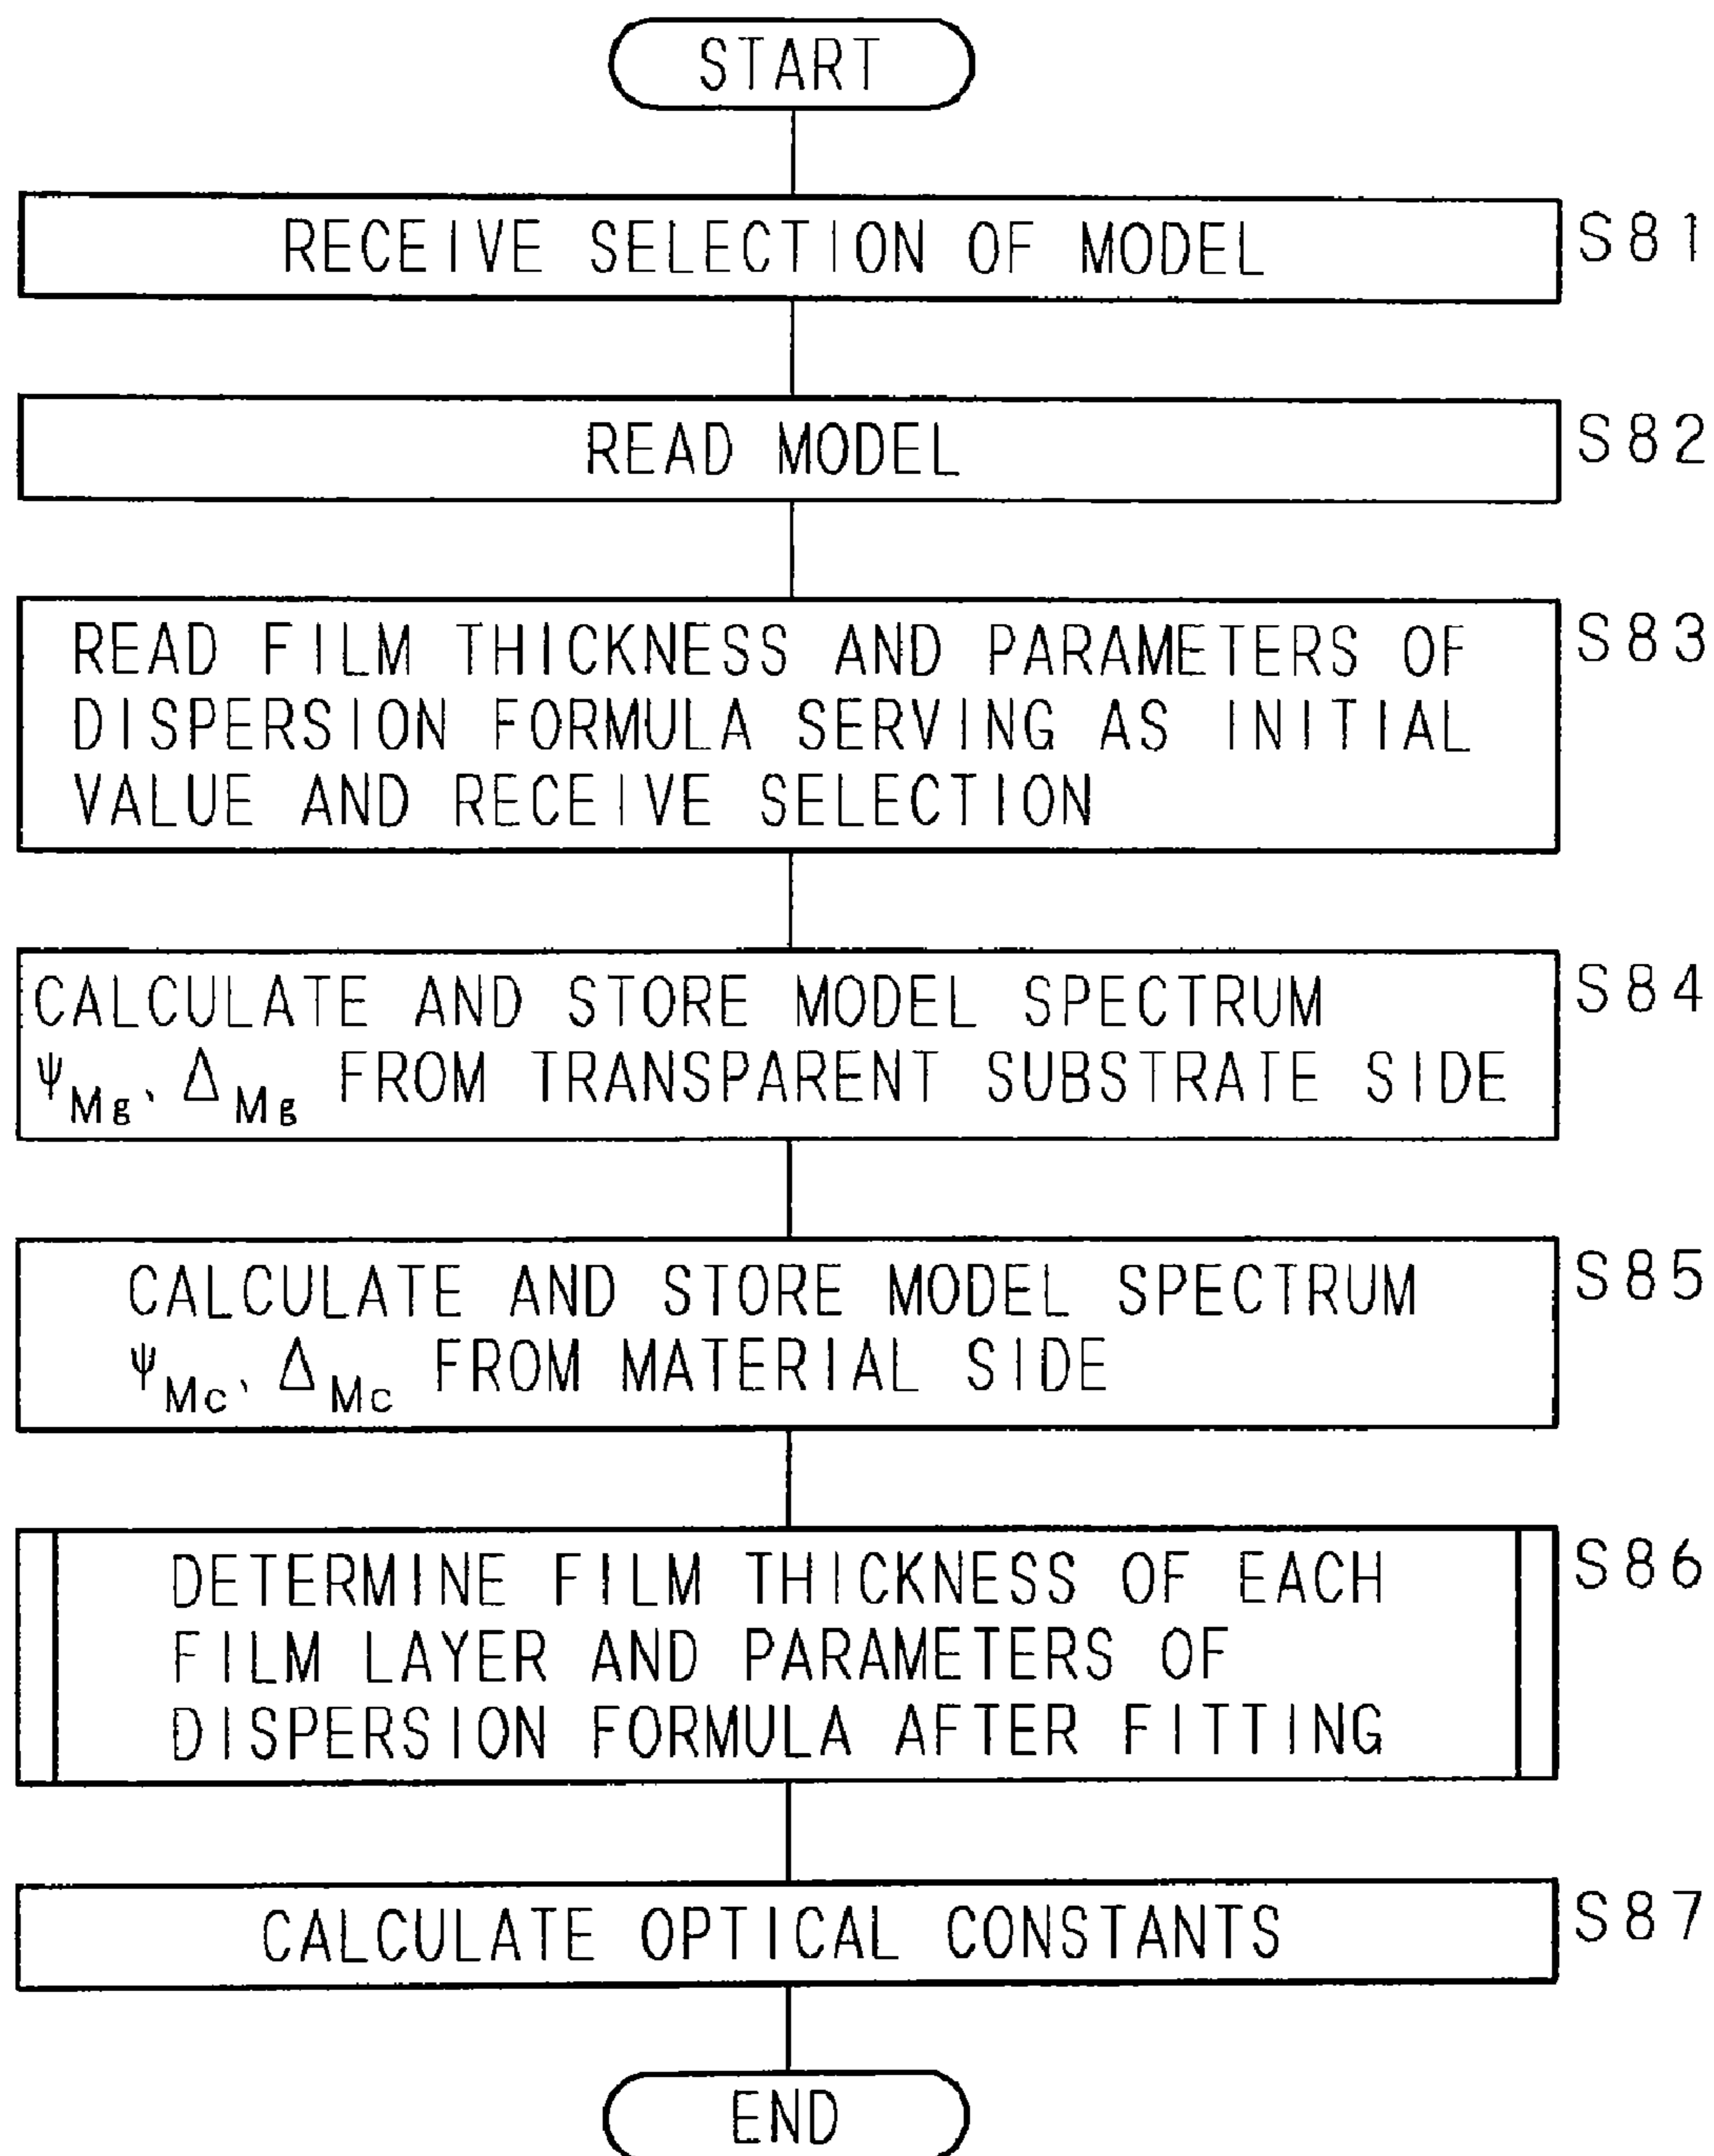 START
RECEIVE SELECTION OF MODEL
S81
READ MODEL
S82
READ FILM THICKNESS AND PARAMETERS OF
DISPERSION FORMULA SERVING AS INITIAL
VALUE AND RECEIVE SELECTION
S83
CALCULATE AND STORE MODEL SPECTRUM
ψMg、ΔMg FROM TRANSPARENT SUBSTRATE SIDE
S84
CALCULATE AND STORE MODEL SPECTRUM
ψMc、ΔMc FROM MATERIAL SIDE
S85
DETERMINE FILM THICKNESS OF EACH
FILM LAYER AND PARAMETERS OF
DISPERSION FORMULA AFTER FITTING
S86
CALCULATE OPTICAL CONSTANTS
S87
END